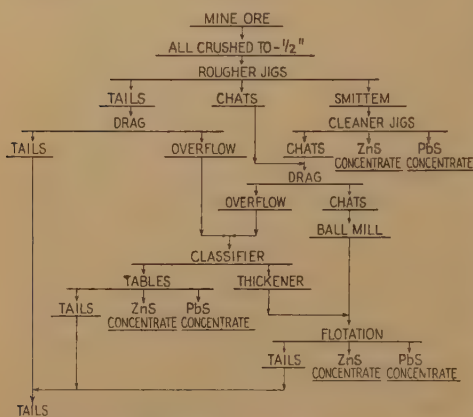 MINE ORE
ALL CRUSHED TO -1/2"
ROUGHER JIGS
TAILS CHATS SMITTEM
DRAG CLEANER JIGS
TAILS OVERFLOW CHATS ZnS CONCENTRATE PbS CONCENTRATE
DRAG
OVERFLOW CHATS
BALL MILL
CLASSIFIER
TABLES THICKENER
TAILS ZnS CONCENTRATE PbS CONCENTRATE
FLOTATION
TAILS ZnS CONCENTRATE PbS CONCENTRATE
TAILS